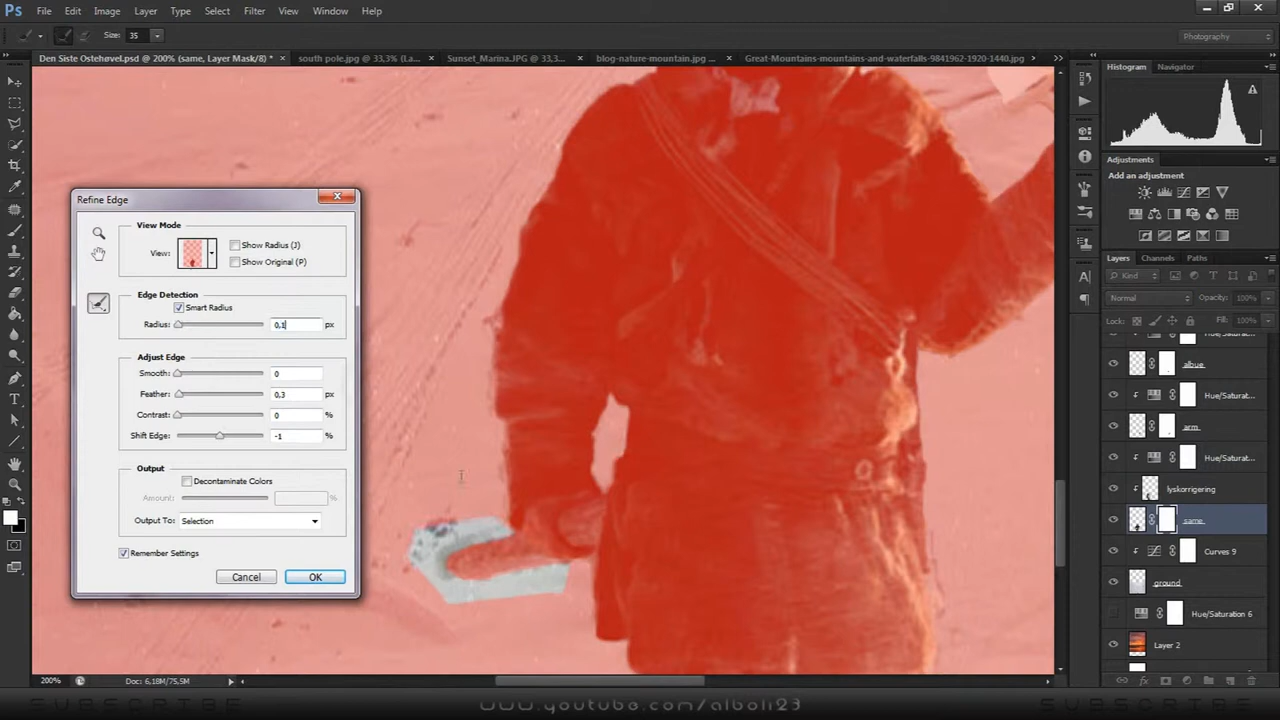 Ps File Edit Image Layer Type Select Filter View Window Help
Size: 35
Photography
Den Siste Ostehøvel.psd @ 200% (same, Layer Mask/8) * ×
south pole.jpg @ 33,3% (La... ×
Sunset_Marina.JPG @ 33,3%... ×
blog-nature-mountain.jpg ... ×
Great-Mountains-mountains-and-waterfalls-9841962-1920-1440.jpg
Histogram Navigator
Adjustments
Add an adjustment
Layers Channels Paths
Kind
Normal Opacity: 100%
Lock: Fill: 100%
albue
Hue/Saturat...
arm
Hue/Saturat...
lyskorrigering
same
Curves 9
ground
Hue/Saturation 6
Layer 2
Refine Edge
View Mode
View:
Show Radius (J)
Show Original (P)
Edge Detection
Smart Radius
Radius: 0,1 px
Adjust Edge
Smooth: 0
Feather: 0,3 px
Contrast: 0 %
Shift Edge: -1 %
Output
Decontaminate Colors
Amount: %
Output To: Selection
Remember Settings
Cancel OK
200% Doc: 6,18M/75,5M
SUBSCRIBE www.youtube.com/alboli23 SUBSCRIBE